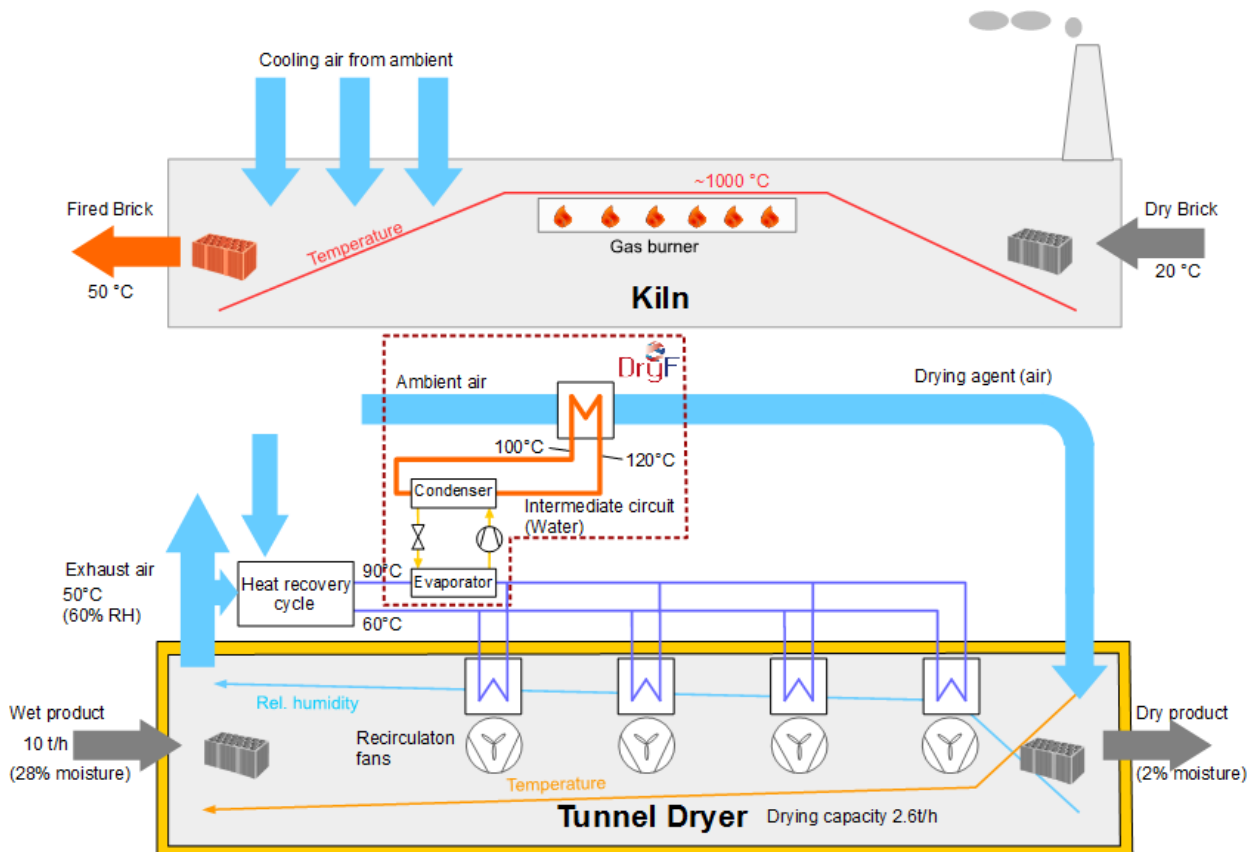 Cooling air from ambient
~1000 °C
Fired Brick
Dry Brick
Temperature
Gas burner
50 °C
20 °C
Kiln
DryF
Ambient air
Drying agent (air)
100°C
120°C
Condenser
Intermediate circuit
(Water)
Exhaust air
50°C
(60% RH)
Heat recovery
cycle
90°C
Evaporator
60°C
Rel. humidity
Wet product
10 t/h
(28% moisture)
Recirculaton
fans
Dry product
(2% moisture)
Temperature
Tunnel Dryer
Drying capacity 2.6t/h